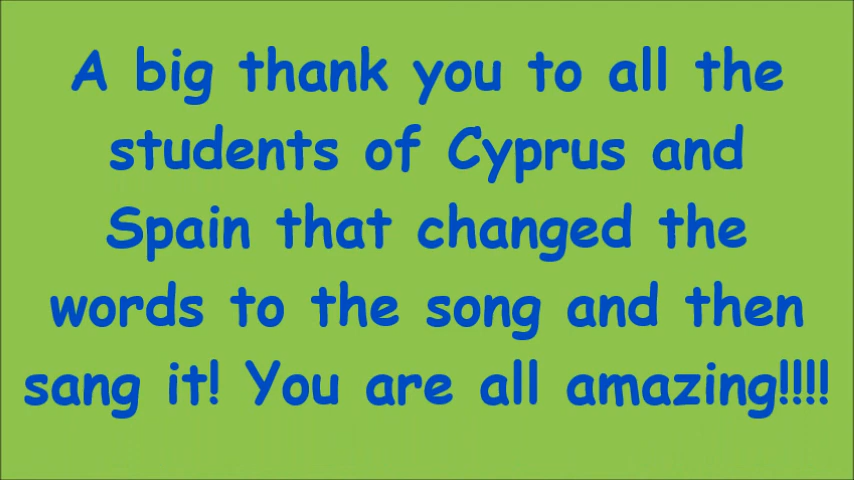 A big thank you to all the
students of Cyprus and
Spain that changed the
words to the song and then
sang it! You are all amazing!!!!